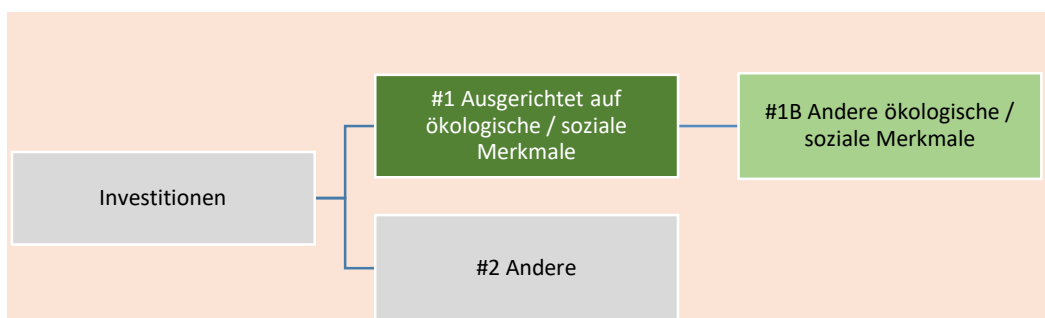 Investitionen
#1 Ausgerichtet auf
ökologische / soziale
Merkmale
#1B Andere ökologische /
soziale Merkmale
#2 Andere